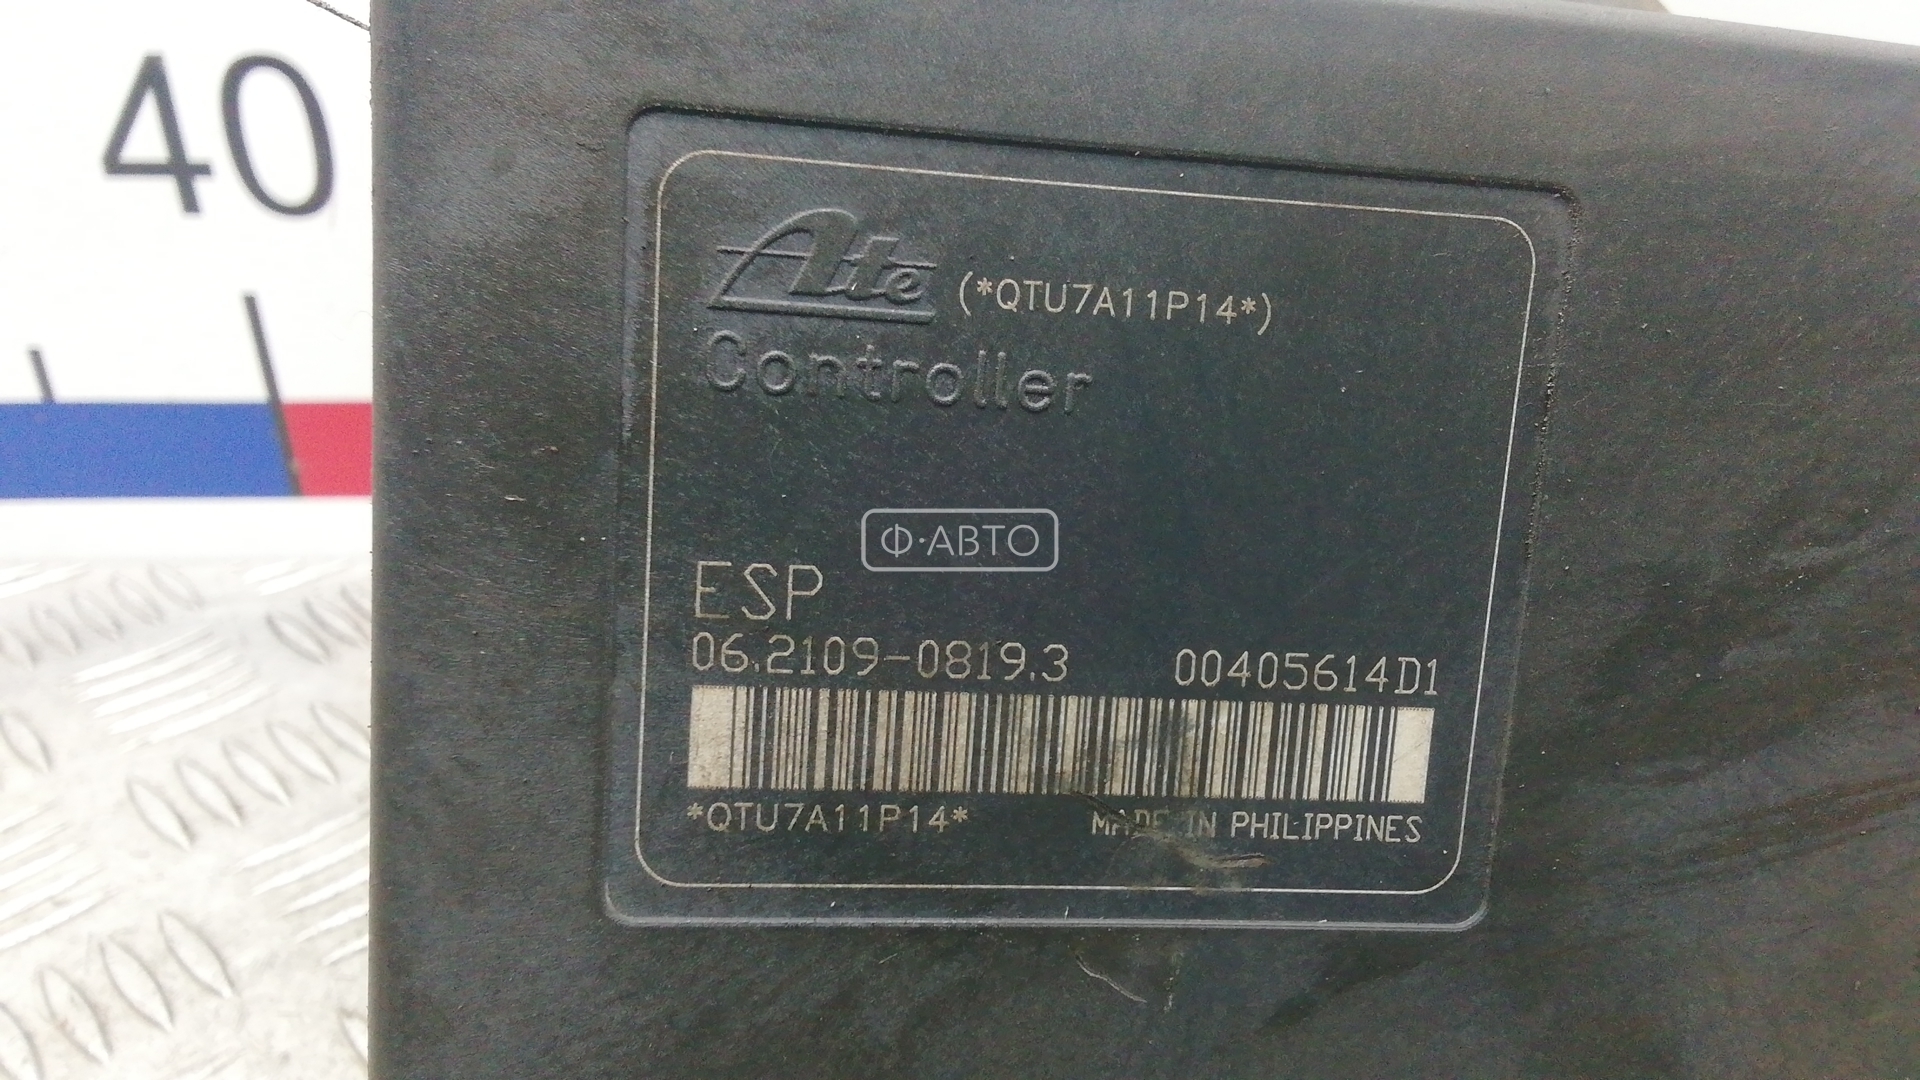 40
Ate (*QTU7A11P14*)
Controller
Ф·АВТО
ESP
06.2109-0819.3 00405614D1
*QTU7A11P14* MADE IN PHILIPPINES